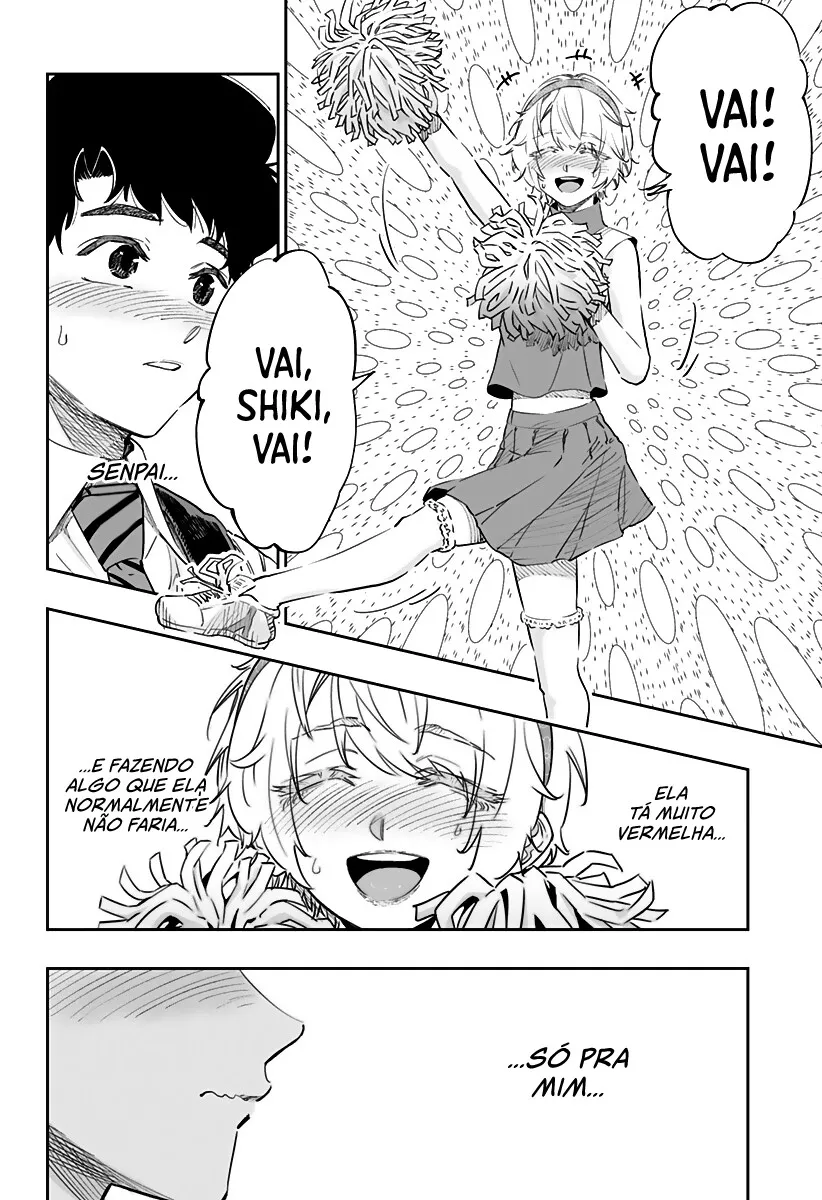 VAI!
VAI!
VAI,
SHIKI,
VAI!
SENPAI...
ELA
TÁ MUITO
VERMELHA...
...E FAZENDO
ALGO QUE ELA
NORMALMENTE
NÃO FARIA...
...SÓ PRA
MIM...